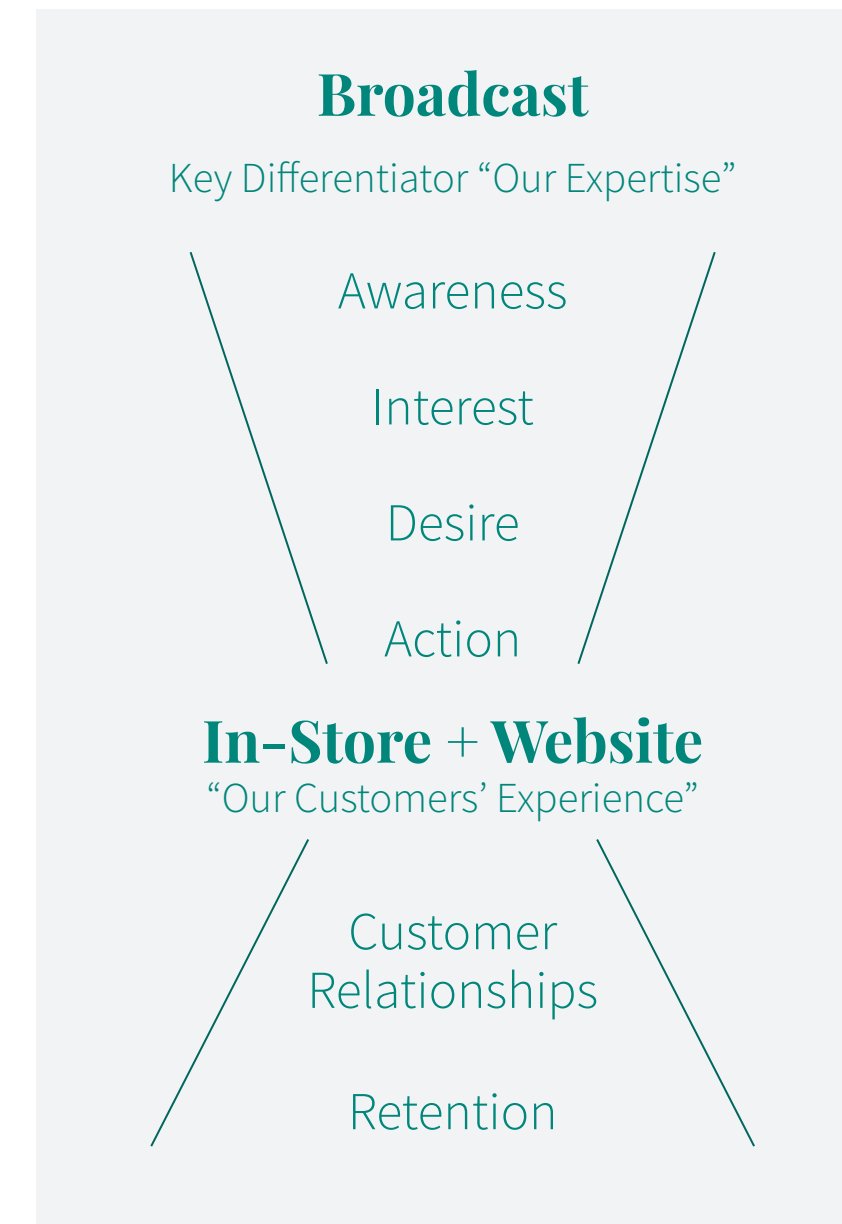 Broadcast
Key Differentiator “Our Expertise”
Awareness
Interest
Desire
Action
In-Store + Website
“Our Customers’ Experience”
Customer
Relationships
Retention